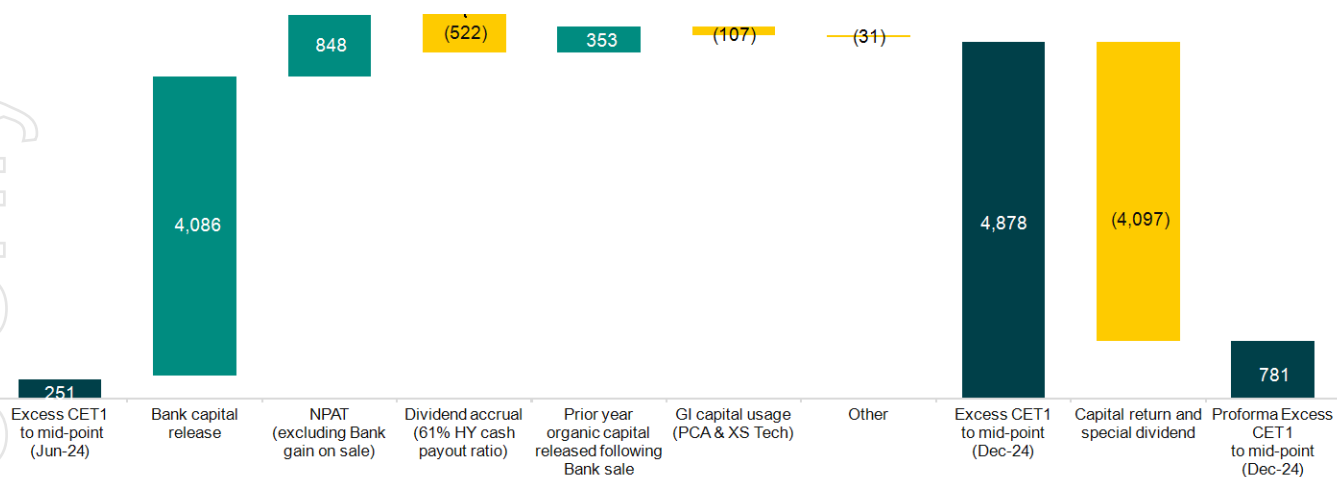 848
(522)
353
(107)
(31)
4,086
4,878
(4,097)
251
781
Excess CET1
to mid-point
(Jun-24)
Bank capital
release
NPAT
(excluding Bank
gain on sale)
Dividend accrual
(61% HY cash
payout ratio)
Prior year
organic capital
released following
Bank sale
GI capital usage
(PCA & XS Tech)
Other
Excess CET1
to mid-point
(Dec-24)
Capital return and
special dividend
Proforma Excess
CET1
to mid-point
(Dec-24)